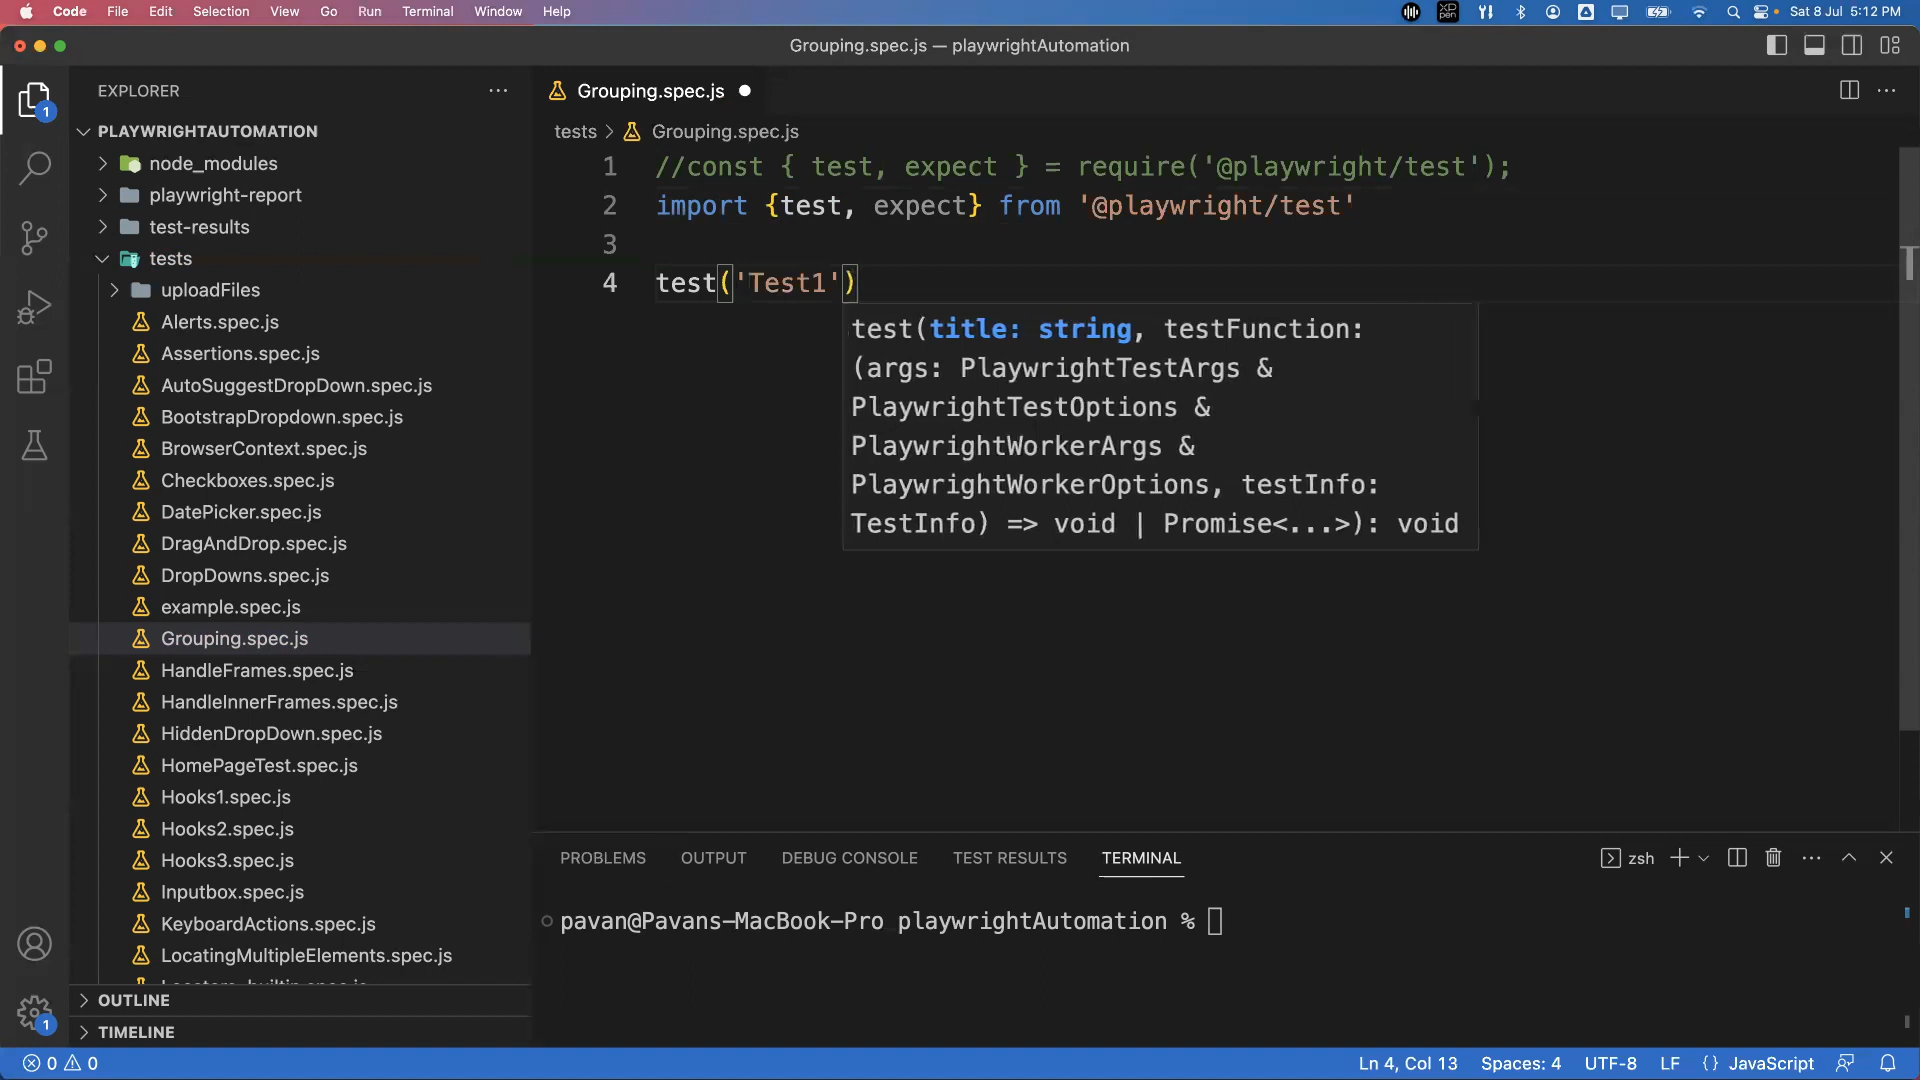 Code File Edit Selection View Go Run Terminal Window Help
XP PEN
Sat 8 Jul 5:12 PM
Grouping.spec.js — playwrightAutomation
EXPLORER
1
PLAYWRIGHTAUTOMATION
node_modules
playwright-report
test-results
tests
uploadFiles
Alerts.spec.js
Assertions.spec.js
AutoSuggestDropDown.spec.js
BootstrapDropdown.spec.js
BrowserContext.spec.js
Checkboxes.spec.js
DatePicker.spec.js
DragAndDrop.spec.js
DropDowns.spec.js
example.spec.js
Grouping.spec.js
HandleFrames.spec.js
HandleInnerFrames.spec.js
HiddenDropDown.spec.js
HomePageTest.spec.js
Hooks1.spec.js
Hooks2.spec.js
Hooks3.spec.js
Inputbox.spec.js
KeyboardActions.spec.js
LocatingMultipleElements.spec.js
OUTLINE
TIMELINE
1
Grouping.spec.js
tests > Grouping.spec.js
1 //const { test, expect } = require('@playwright/test');
2 import {test, expect} from '@playwright/test'
3
4 test('Test1')
test(title: string, testFunction:
(args: PlaywrightTestArgs &
PlaywrightTestOptions &
PlaywrightWorkerArgs &
PlaywrightWorkerOptions, testInfo:
TestInfo) => void | Promise<...>): void
PROBLEMS OUTPUT DEBUG CONSOLE TEST RESULTS TERMINAL
zsh
pavan@Pavans-MacBook-Pro playwrightAutomation %
0 0
Ln 4, Col 13 Spaces: 4 UTF-8 LF {} JavaScript